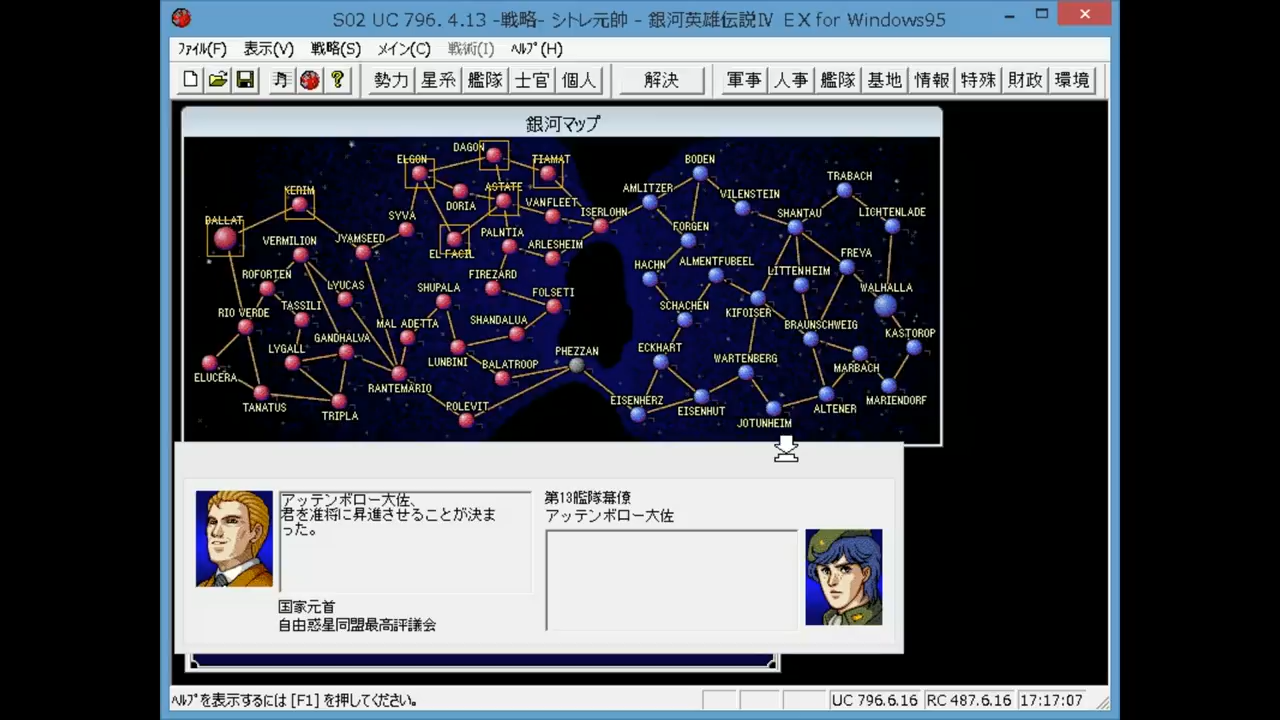 S02 UC 796. 4.13 -戦略- シトレ元帥 - 銀河英雄伝説Ⅳ EX for Windows95
ﾌｧｲﾙ(F) 表示(V) 戦略(S) ﾒｲﾝ(C) 戦術(I) ﾍﾙﾌﾟ(H)
勢力 星系 艦隊 士官 個人 解決 軍事 人事 艦隊 基地 情報 特殊 財政 環境
銀河マップ
DAGON
ELGON
TIAMAT
BODEN
TRABACH
AMLITZER
VILENSTEIN
XERIM
ASTATE
DORIA
VANFLEET
ISERLOHN
SHANTAU
LICHTENLADE
BALLAT
SYVA
VERMILION
JYAMSEED
PALNTIA
FORGEN
EL FACIL
ARLESHEIM
FREYA
HACHN
ALMENTFUBEEL
LITTENHEIM
ROFORTEN
FIREZARD
LYUCAS
SHUPALA
FOLSETI
WALHALLA
TASSILI
SCHACHEN
RIO VERDE
KIFOISER
MAL ADETTA
SHANDALUA
BRAUNSCHWEIG
KASTOROP
GANDHALVA
LYGALL
PHEZZAN
ECKHART
LUNBINI
BALATROOP
WARTENBERG
MARBACH
ELUCERA
RANTEMARIO
TANATUS
TRIPLA
ROLEVIT
EISENHERZ
EISENHUT
JOTUNHEIM
ALTENER
MARIENDORF
アッテンボロー大佐、
君を准将に昇進させることが決ま
った。
国家元首
自由惑星同盟最高評議会
第13艦隊幕僚
アッテンボロー大佐
ﾍﾙﾌﾟを表示するには [F1] を押してください。
UC 796.6.16 RC 487.6.16 17:17:07